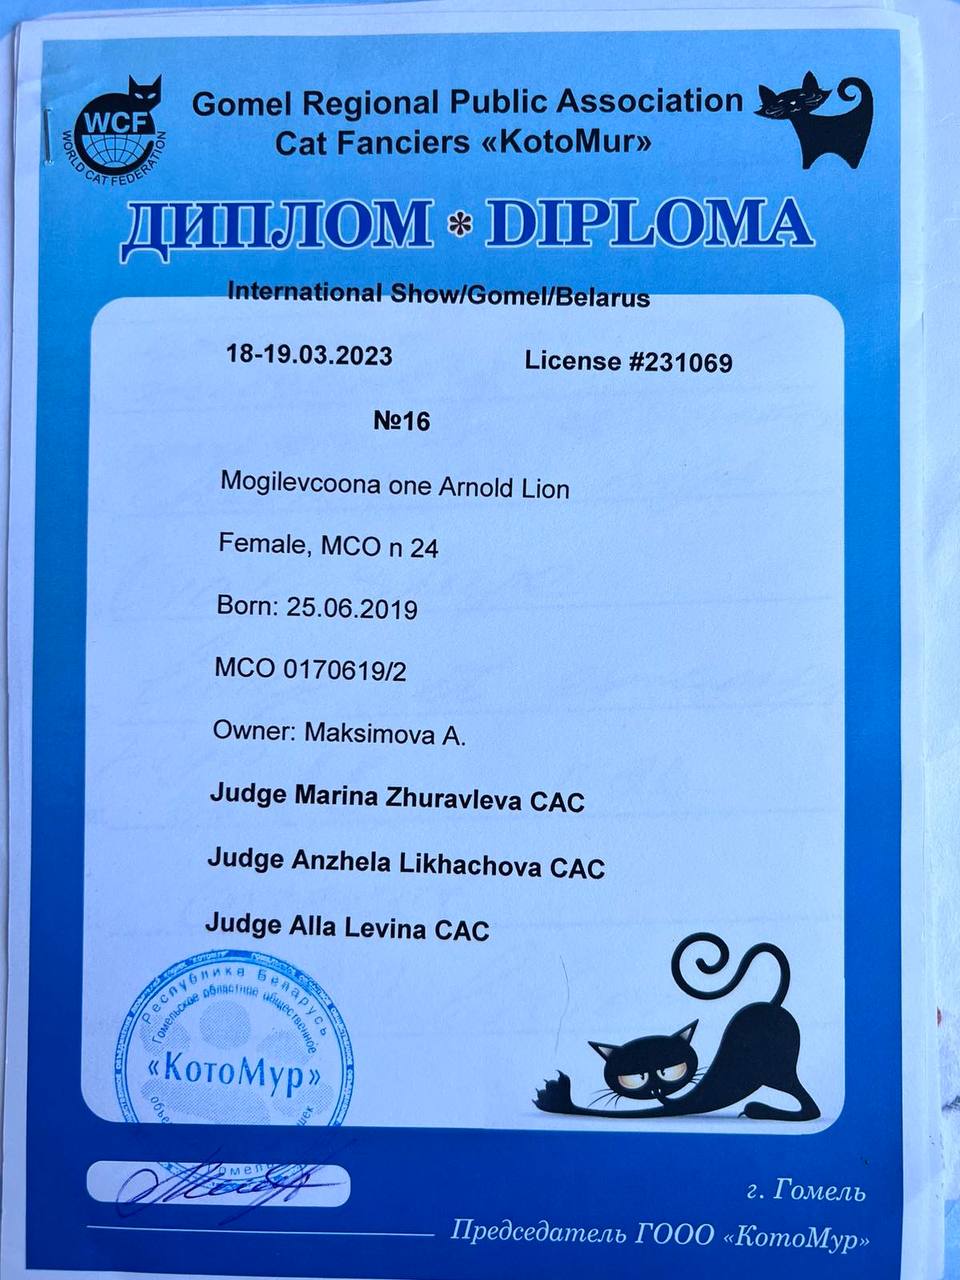 WCF
WORLD CAT FEDERATION
Gomel Regional Public Association
Cat Fanciers «KotoMur»
ДИПЛОМ * DIPLOMA
International Show/Gomel/Belarus
18-19.03.2023 License #231069
№16
Mogilevcoona one Arnold Lion
Female, MCO n 24
Born: 25.06.2019
MCO 0170619/2
Owner: Maksimova A.
Judge Marina Zhuravleva CAC
Judge Anzhela Likhachova CAC
Judge Alla Levina CAC
Республика Беларусь
Гомельское областное общественное
«КотоМур»
г. Гомель
Председатель ГООО «КотоМур»